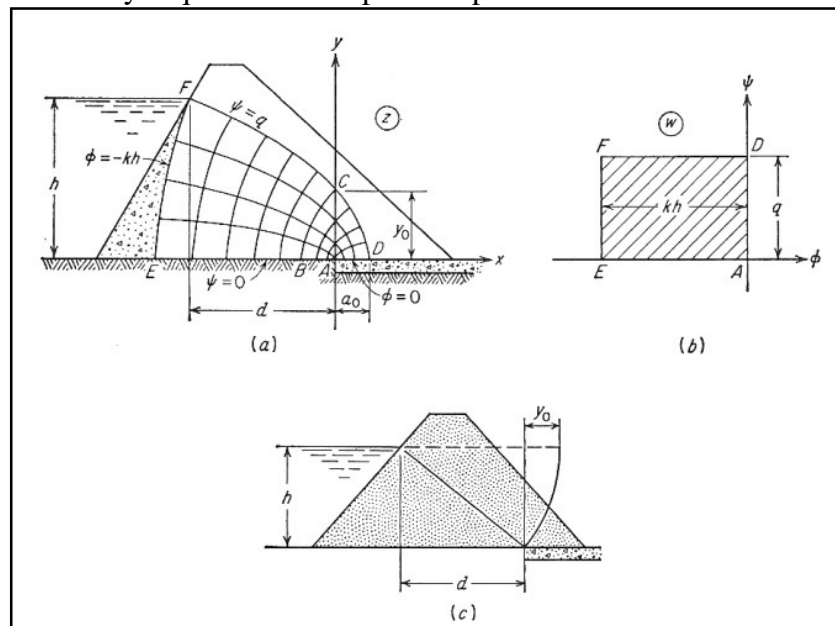 y
F
ψ = q
z
φ = -kh
h
C
y₀
E
ψ = 0
B
A
D
x
d
a₀
φ = 0
(a)
ψ
w
F
D
kh
q
E
A
φ
(b)
y₀
h
d
(c)